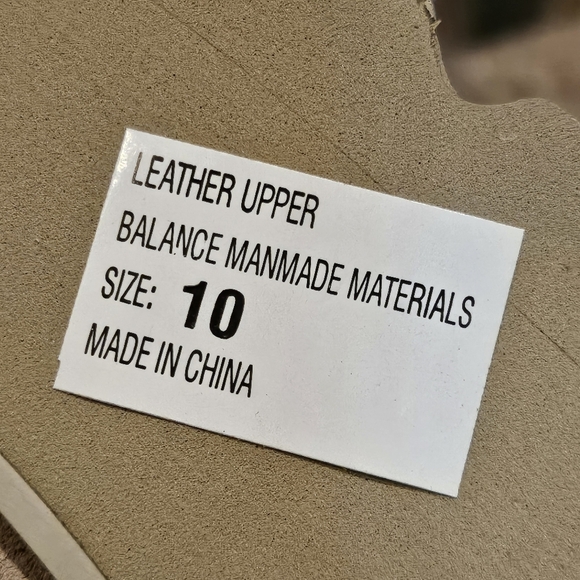 LEATHER UPPER
BALANCE MANMADE MATERIALS
SIZE: 10
MADE IN CHINA